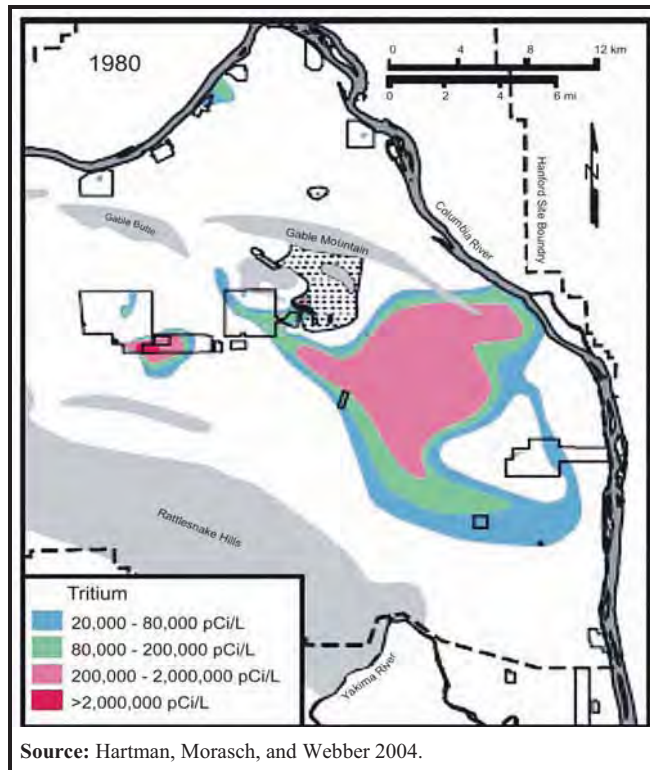 1980
0 4 8 12 km
0 2 4 6 mi
N
Hanford Site Boundry
Columbia River
Gable Butte
Gable Mountain
Rattlesnake Hills
Yakima River
Tritium
20,000 - 80,000 pCi/L
80,000 - 200,000 pCi/L
200,000 - 2,000,000 pCi/L
>2,000,000 pCi/L
Source: Hartman, Morasch, and Webber 2004.